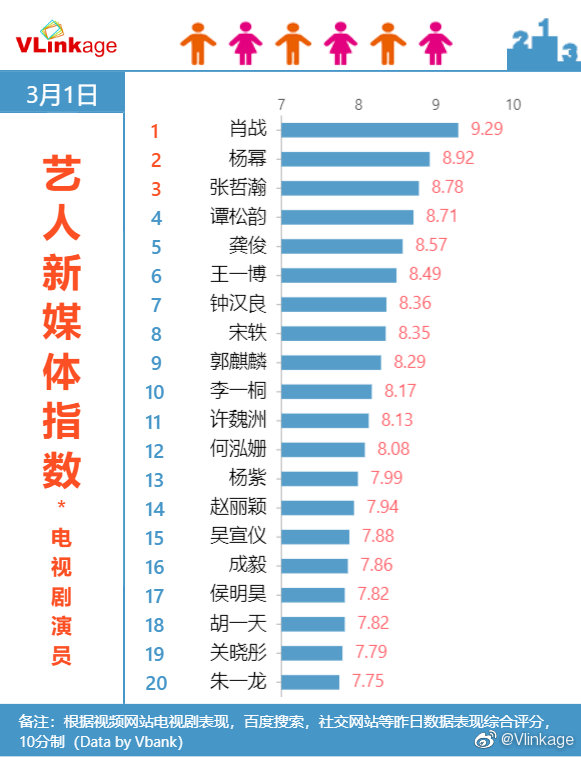 VLinkage
1
2
3
3月1日
艺人新媒体指数
*电视剧演员
7 8 9 10
1 肖战 9.29
2 杨幂 8.92
3 张哲瀚 8.78
4 谭松韵 8.71
5 龚俊 8.57
6 王一博 8.49
7 钟汉良 8.36
8 宋轶 8.35
9 郭麒麟 8.29
10 李一桐 8.17
11 许魏洲 8.13
12 何泓姗 8.08
13 杨紫 7.99
14 赵丽颖 7.94
15 吴宣仪 7.88
16 成毅 7.86
17 侯明昊 7.82
18 胡一天 7.82
19 关晓彤 7.79
20 朱一龙 7.75
备注：根据视频网站电视剧表现，百度搜索，社交网站等昨日数据表现综合评分，
10分制（Data by Vbank）
@Vlinkage